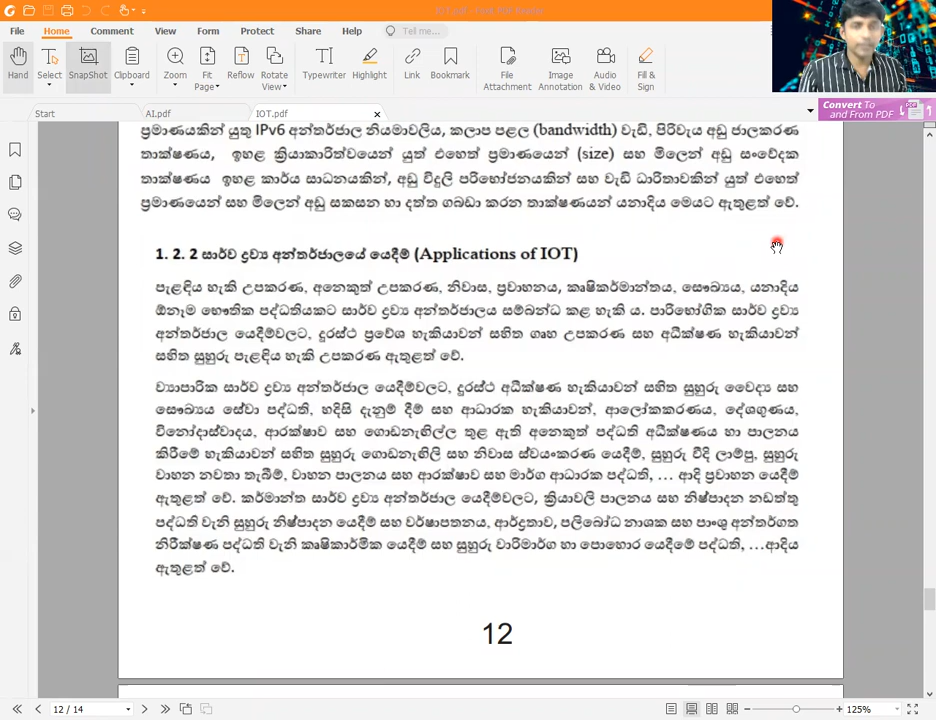 IOT.pdf - Foxit PDF Reader
File Home Comment View Form Protect Share Help Tell me...
Hand Select SnapShot Clipboard Zoom Fit Page Reflow Rotate View Typewriter Highlight Link Bookmark File Attachment Image Annotation Audio & Video Fill & Sign
Start AI.pdf IOT.pdf
Convert To and From PDF
ප්‍රමාණයකින් යුතු IPv6 අන්තර්ජාල නියමාවලිය, කලාප පළල (bandwidth) වැඩි, පිරිවැය අඩු ජාලකරණ
තාක්ෂණය, ඉහළ ක්‍රියාකාරිත්වයෙන් යුත් එහෙත් ප්‍රමාණයෙන් (size) සහ මිලෙන් අඩු සංවේදක
තාක්ෂණය ඉහළ කාර්ය සාධනයකින්, අඩු විදුලි පරිභෝජනයකින් සහ වැඩි ධාරිතාවකින් යුත් එහෙත්
ප්‍රමාණයෙන් සහ මිලෙන් අඩු සකසන හා දත්ත ගබඩා කරන තාක්ෂණයන් යනාදිය මෙයට ඇතුළත් වේ.
1. 2. 2 සාර්ව ද්‍රව්‍ය අන්තර්ජාලයේ යෙදීම් (Applications of IOT)
පැළඳිය හැකි උපකරණ, අනෙකුත් උපකරණ, නිවාස, ප්‍රවාහනය, කෘෂිකර්මාන්තය, සෞඛ්‍යය, යනාදිය
ඕනෑම භෞතික පද්ධතියකට සාර්ව ද්‍රව්‍ය අන්තර්ජාලය සම්බන්ධ කළ හැකි ය. පාරිභෝගික සාර්ව ද්‍රව්‍ය
අන්තර්ජාල යෙදීම්වලට, දුරස්ථ ප්‍රවේශ හැකියාවන් සහිත ගෘහ උපකරණ සහ අධීක්ෂණ හැකියාවන්
සහිත සුහුරු පැළඳිය හැකි උපකරණ ඇතුළත් වේ.
ව්‍යාපාරික සාර්ව ද්‍රව්‍ය අන්තර්ජාල යෙදීම්වලට, දුරස්ථ අධීක්ෂණ හැකියාවන් සහිත සුහුරු වෛද්‍ය සහ
සෞඛ්‍යය සේවා පද්ධති, හදිසි දැනුම් දීම් සහ ආධාරක හැකියාවන්, ආලෝකකරණය, දේශගුණය,
විනෝදාස්වාදය, ආරක්ෂාව සහ ගොඩනැඟිල්ල තුළ ඇති අනෙකුත් පද්ධති අධීක්ෂණය හා පාලනය
කිරීමේ හැකියාවන් සහිත සුහුරු ගොඩනැඟිලි සහ නිවාස ස්වයංකරණ යෙදීම්, සුහුරු වීදි ලාම්පු, සුහුරු
වාහන නවතා තැබීම්, වාහන පාලනය සහ ආරක්ෂාව සහ මාර්ග ආධාරක පද්ධති, ... ආදි ප්‍රවාහන යෙදීම්
ඇතුළත් වේ. කර්මාන්ත සාර්ව ද්‍රව්‍ය අන්තර්ජාල යෙදීම්වලට, ක්‍රියාවලි පාලනය සහ නිෂ්පාදන නඩත්තු
පද්ධති වැනි සුහුරු නිෂ්පාදන යෙදීම් සහ වර්ෂාපතනය, ආර්ද්‍රතාව, පලිබෝධ නාශක සහ පාංශු අන්තර්ගත
නිරීක්ෂණ පද්ධති වැනි කෘෂිකාර්මික යෙදීම් සහ සුහුරු වාරිමාර්ග හා පොහොර යෙදීමේ පද්ධති, ...ආදිය
ඇතුළත් වේ.
12
12 / 14 125%